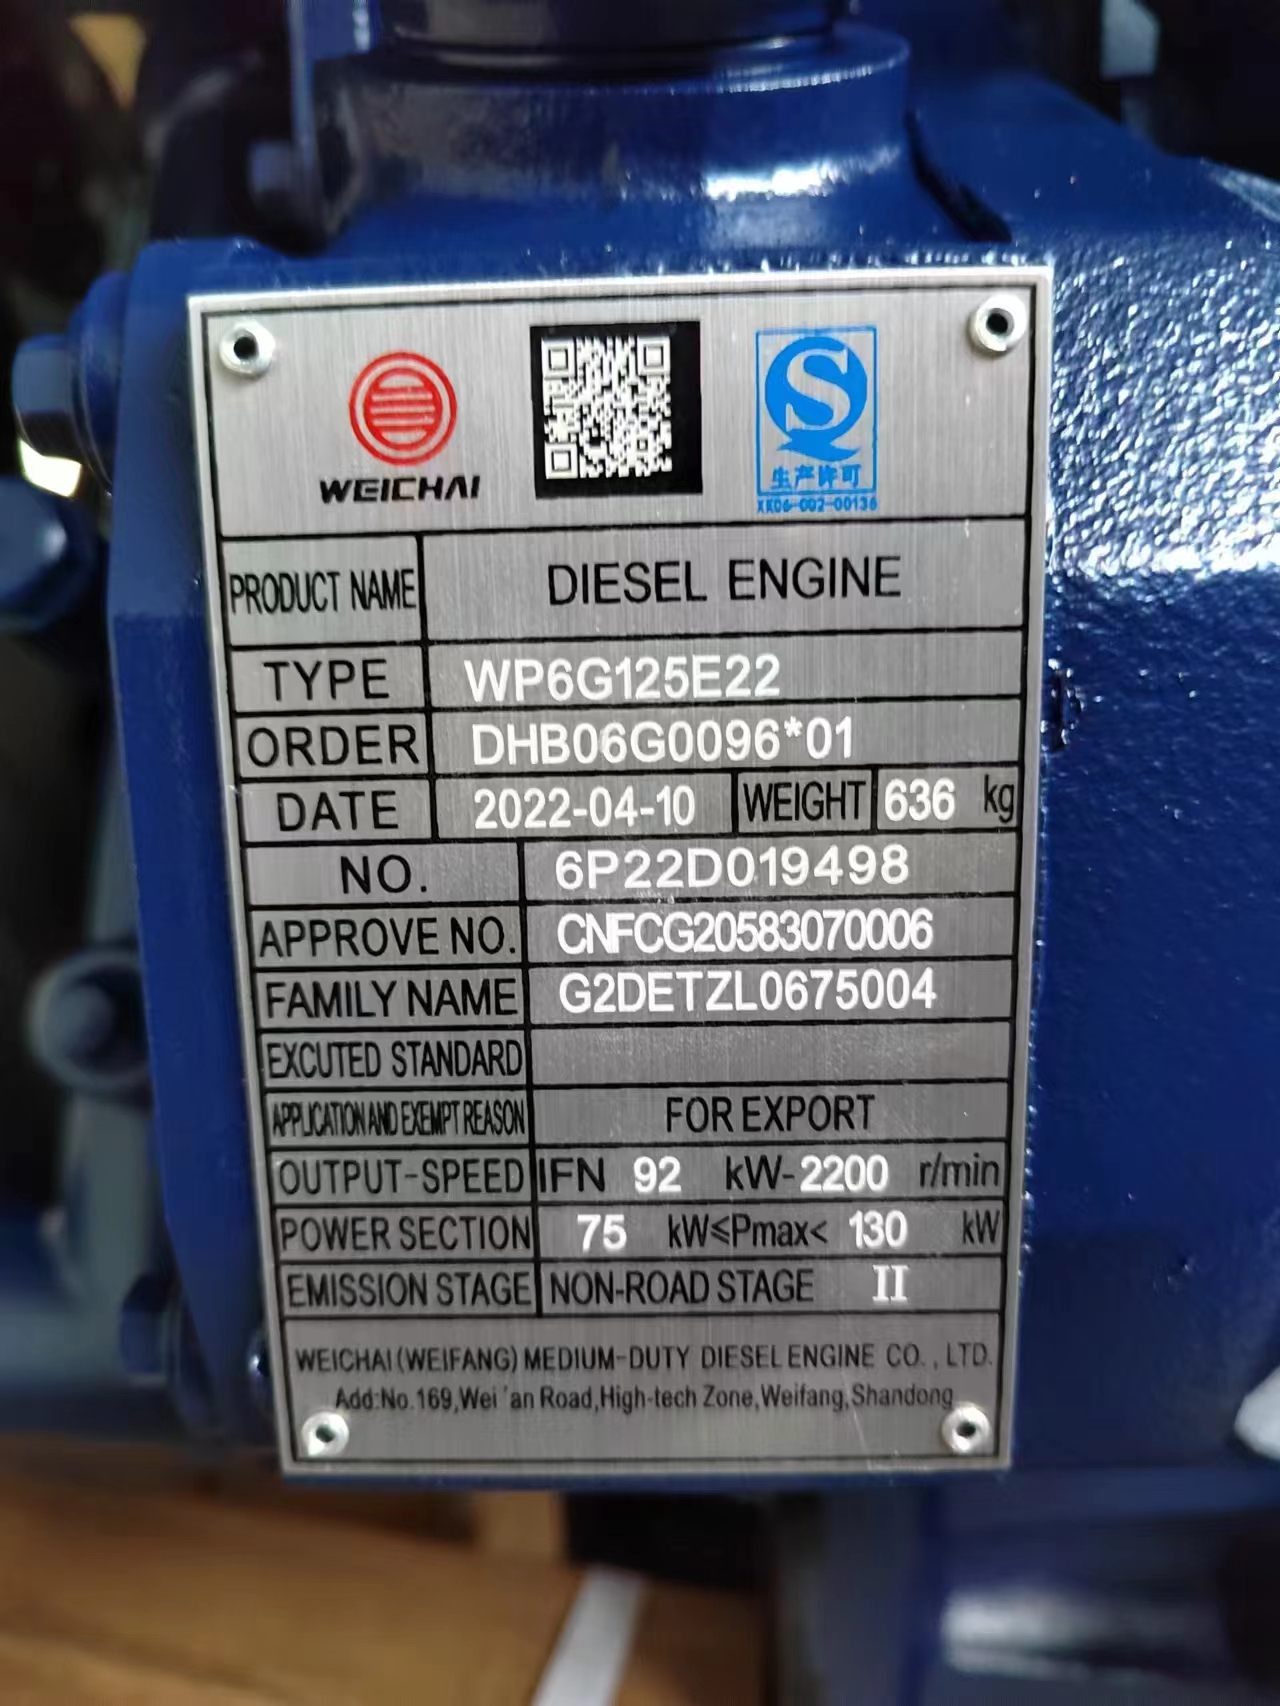 WEICHAI
S
生产许可
XK06-002-00136
PRODUCT NAME DIESEL ENGINE
TYPE WP6G125E22
ORDER DHB06G0096*01
DATE 2022-04-10 WEIGHT 636 kg
NO. 6P22D019498
APPROVE NO. CNFCG20583070006
FAMILY NAME G2DETZL0675004
EXCUTED STANDARD
APPLICATION AND EXEMPT REASON FOR EXPORT
OUTPUT-SPEED IFN 92 kW-2200 r/min
POWER SECTION 75 kW≤Pmax< 130 kW
EMISSION STAGE NON-ROAD STAGE II
WEICHAI(WEIFANG) MEDIUM-DUTY DIESEL ENGINE CO., LTD.
Add:No.169,Wei'an Road,High-tech Zone,Weifang,Shandong